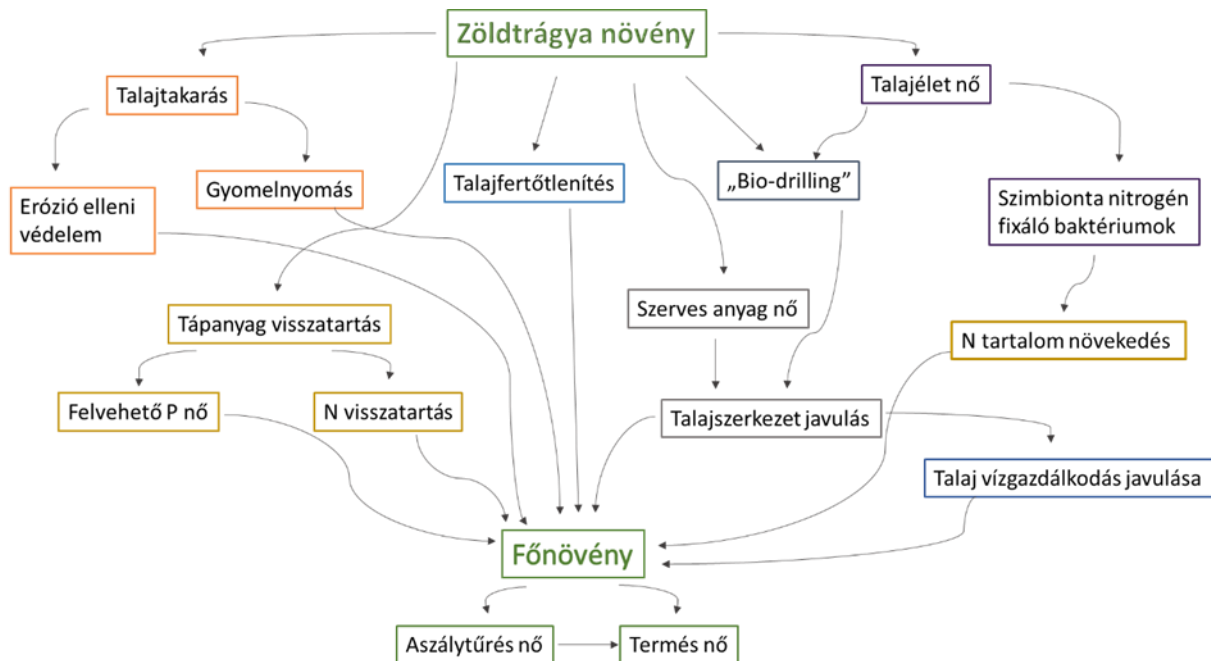 Zöldtrágya növény
Talajtakarás
Talajélet nő
Gyomelnyomás
Talajfertőtlenítés
„Bio-drilling”
Erózió elleni
védelem
Szimbionta nitrogén
fixáló baktériumok
Tápanyag visszatartás
Szerves anyag nő
N tartalom növekedés
Felvehető P nő
N visszatartás
Talajszerkezet javulás
Talaj vízgazdálkodás javulása
Főnövény
Aszálytűrés nő
Termés nő